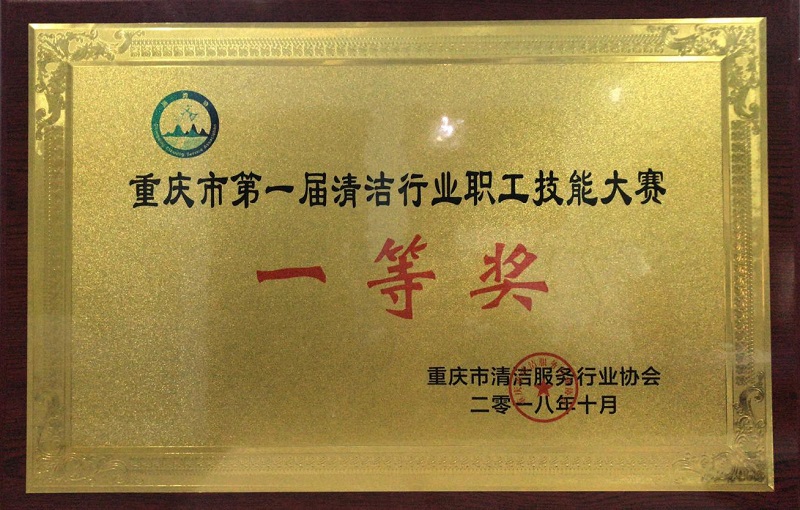 重庆市第一届清洁行业职工技能大赛
一等奖
重庆市清洁服务行业协会
二零一八年十月